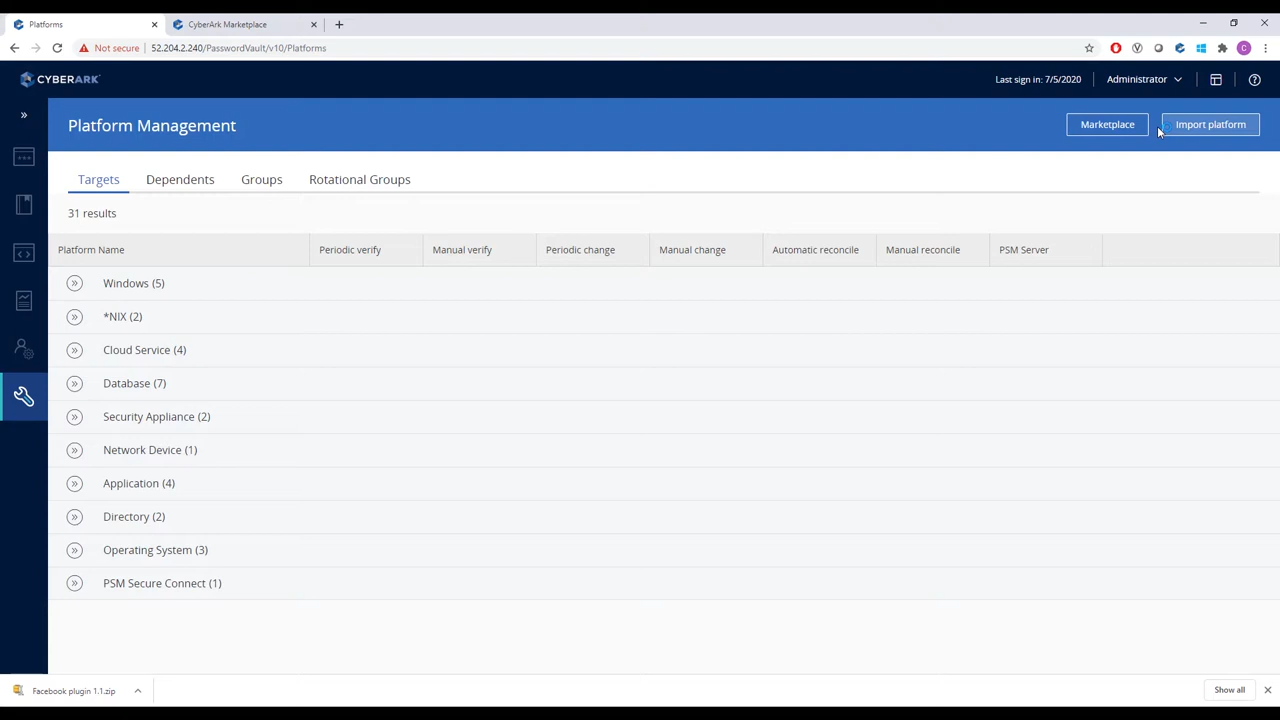 Platforms
CyberArk Marketplace
Not secure
52.204.2.240/PasswordVault/v10/Platforms
CYBERARK
Last sign in: 7/5/2020
Administrator
Platform Management
Marketplace
Import platform
Targets
Dependents
Groups
Rotational Groups
31 results
Platform Name
Periodic verify
Manual verify
Periodic change
Manual change
Automatic reconcile
Manual reconcile
PSM Server
Windows (5)
*NIX (2)
Cloud Service (4)
Database (7)
Security Appliance (2)
Network Device (1)
Application (4)
Directory (2)
Operating System (3)
PSM Secure Connect (1)
Facebook plugin 1.1.zip
Show all